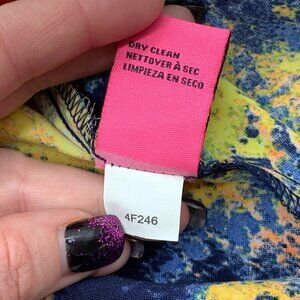 DRY CLEAN
NETTOYER À SEC
LIMPIEZA EN SECO
4F246